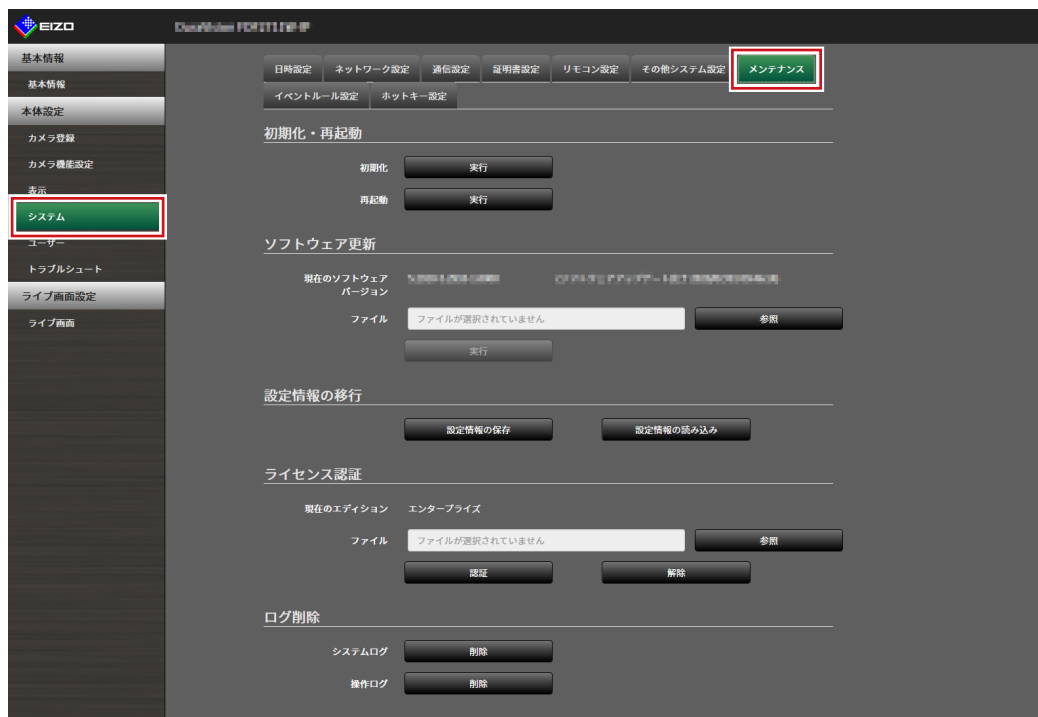 EIZO
基本情報
基本情報
本体設定
カメラ登録
カメラ機能設定
表示
システム
ユーザー
トラブルシュート
ライブ画面設定
ライブ画面
日時設定 ネットワーク設定 通信設定 証明書設定 リモコン設定 その他システム設定 メンテナンス
イベントルール設定 ホットキー設定
初期化・再起動
初期化 実行
再起動 実行
ソフトウェア更新
現在のソフトウェア
バージョン
ファイル ファイルが選択されていません 参照
実行
設定情報の移行
設定情報の保存 設定情報の読み込み
ライセンス認証
現在のエディション エンタープライズ
ファイル ファイルが選択されていません 参照
認証 解除
ログ削除
システムログ 削除
操作ログ 削除